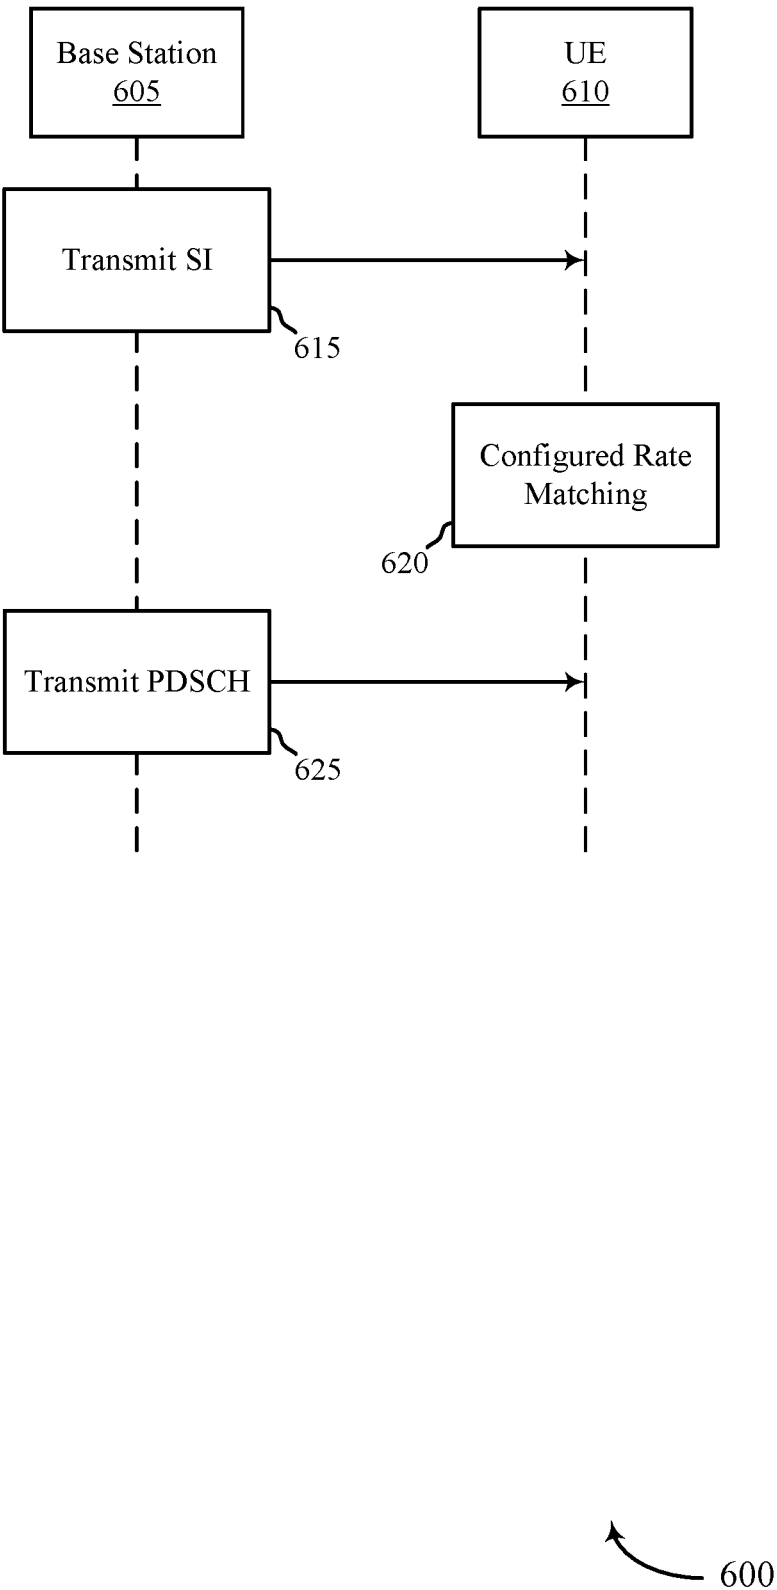 Base Station
605
UE
610
Transmit SI
615
Configured Rate
Matching
620
Transmit PDSCH
625
600